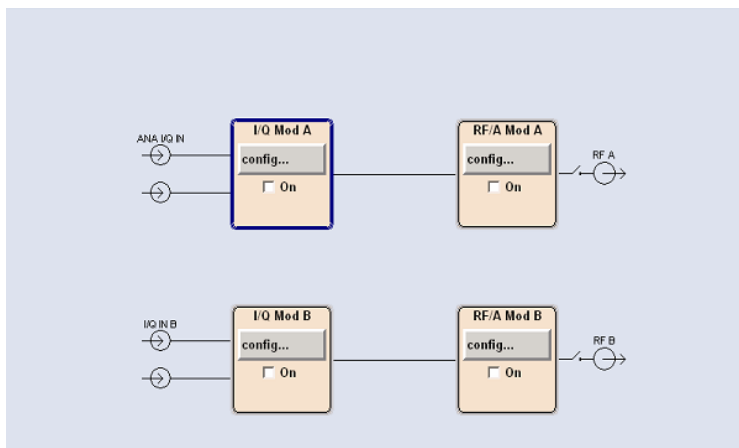 I/Q Mod A
RF/A Mod A
ANA I/Q IN
config...
config...
RF A
On
On
I/Q Mod B
RF/A Mod B
I/Q IN B
config...
config...
RF B
On
On